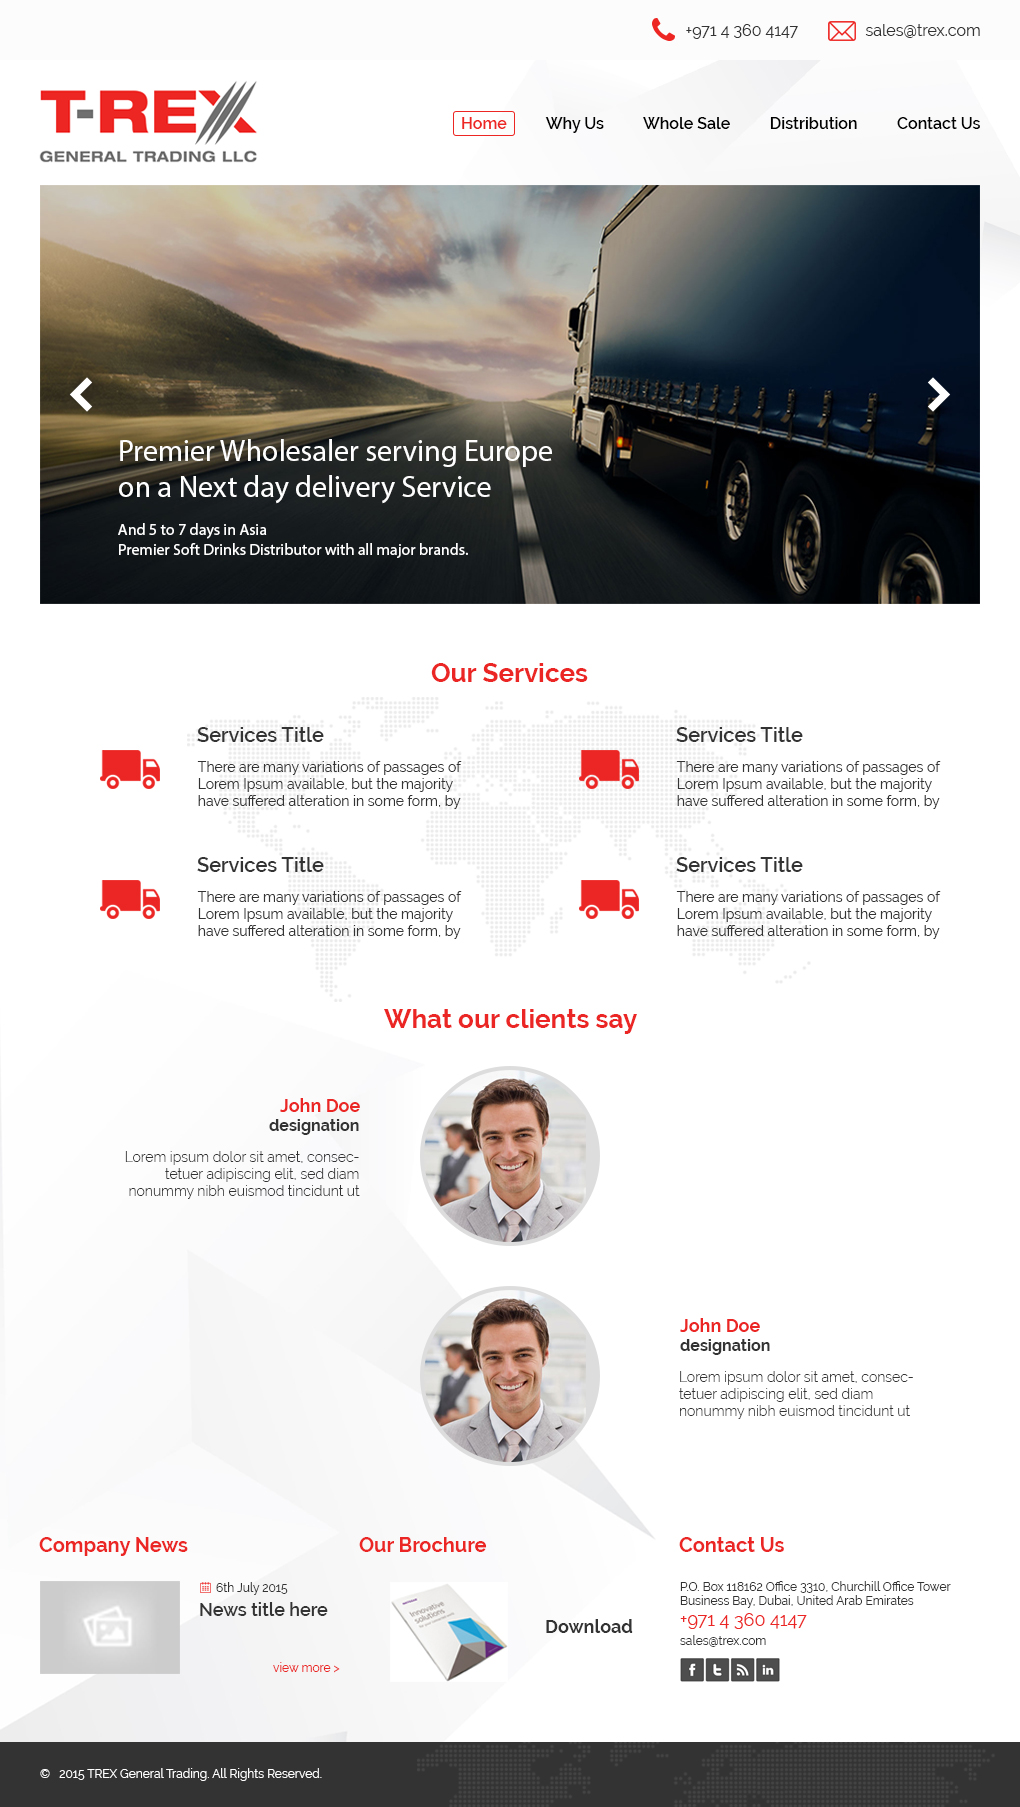 +971 4 360 4147
sales@trex.com
T-REX
GENERAL TRADING LLC
Home
Why Us
Whole Sale
Distribution
Contact Us
Premier Wholesaler serving Europe
on a Next day delivery Service
And 5 to 7 days in Asia
Premier Soft Drinks Distributor with all major brands.
Our Services
Services Title
There are many variations of passages of
Lorem Ipsum available, but the majority
have suffered alteration in some form, by
Services Title
There are many variations of passages of
Lorem Ipsum available, but the majority
have suffered alteration in some form, by
Services Title
There are many variations of passages of
Lorem Ipsum available, but the majority
have suffered alteration in some form, by
Services Title
There are many variations of passages of
Lorem Ipsum available, but the majority
have suffered alteration in some form, by
What our clients say
John Doe
designation
Lorem ipsum dolor sit amet, consec-
tetuer adipiscing elit, sed diam
nonummy nibh euismod tincidunt ut
John Doe
designation
Lorem ipsum dolor sit amet, consec-
tetuer adipiscing elit, sed diam
nonummy nibh euismod tincidunt ut
Company News
6th July 2015
News title here
view more >
Our Brochure
Innovative
solutions
Download
Contact Us
P.O. Box 118162 Office 3310, Churchill Office Tower
Business Bay, Dubai, United Arab Emirates
+971 4 360 4147
sales@trex.com
© 2015 TREX General Trading. All Rights Reserved.